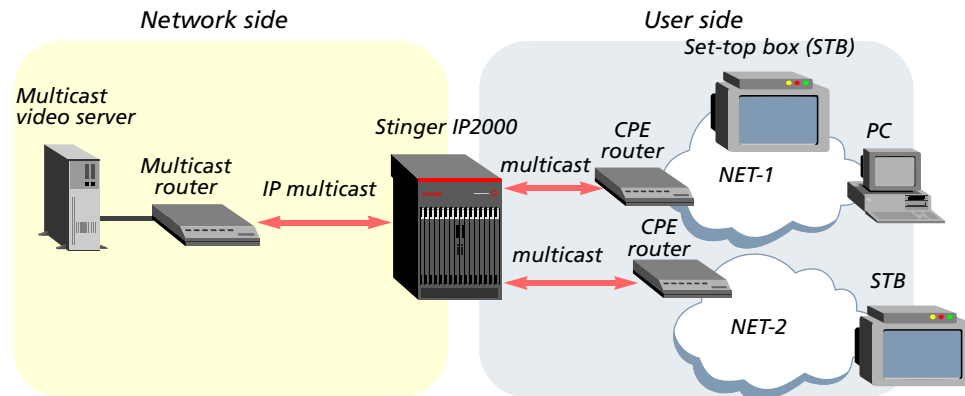 Network side
User side
Set-top box (STB)
Multicast
video server
Stinger IP2000
CPE
router
PC
Multicast
router
IP multicast
multicast
NET-1
CPE
router
multicast
STB
NET-2